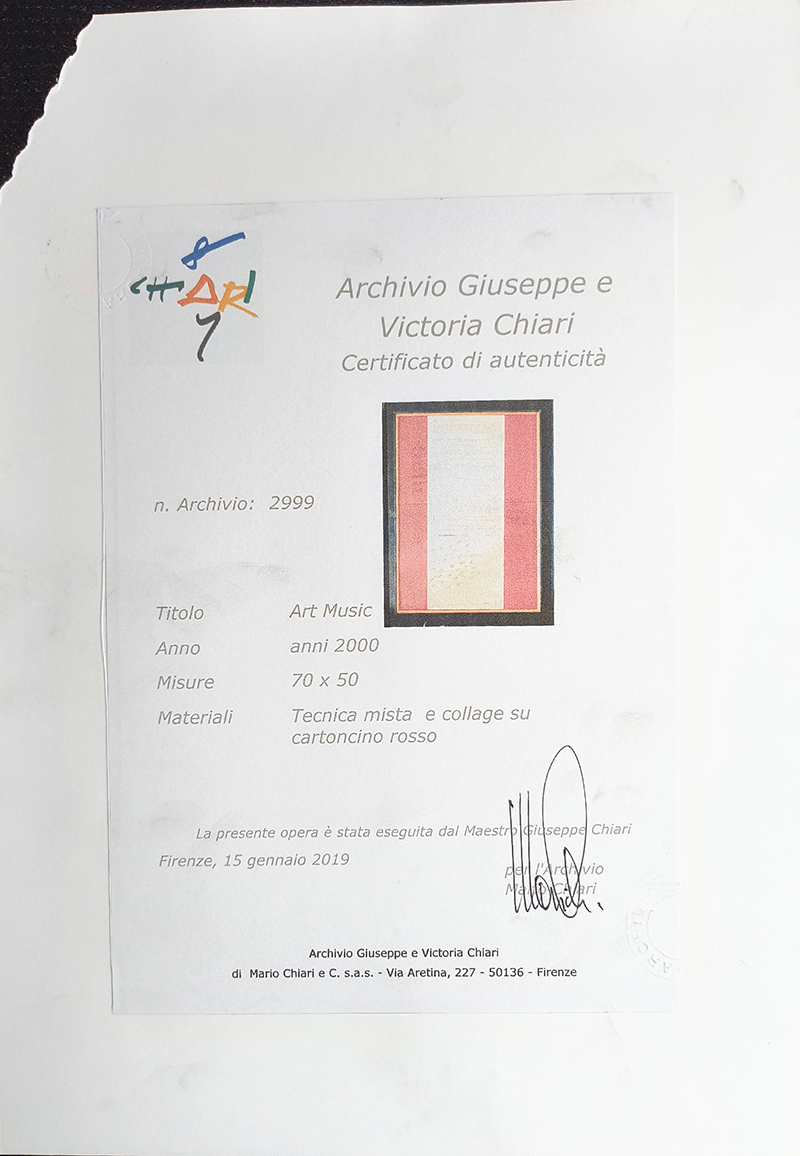 CHIARI
Archivio Giuseppe e
Victoria Chiari
Certificato di autenticità
n. Archivio: 2999
Titolo Art Music
Anno anni 2000
Misure 70 x 50
Materiali Tecnica mista e collage su
cartoncino rosso
La presente opera è stata eseguita dal Maestro Giuseppe Chiari
Firenze, 15 gennaio 2019
per l'Archivio
Mario Chiari
Archivio Giuseppe e Victoria Chiari
di Mario Chiari e C. s.a.s. - Via Aretina, 227 - 50136 - Firenze